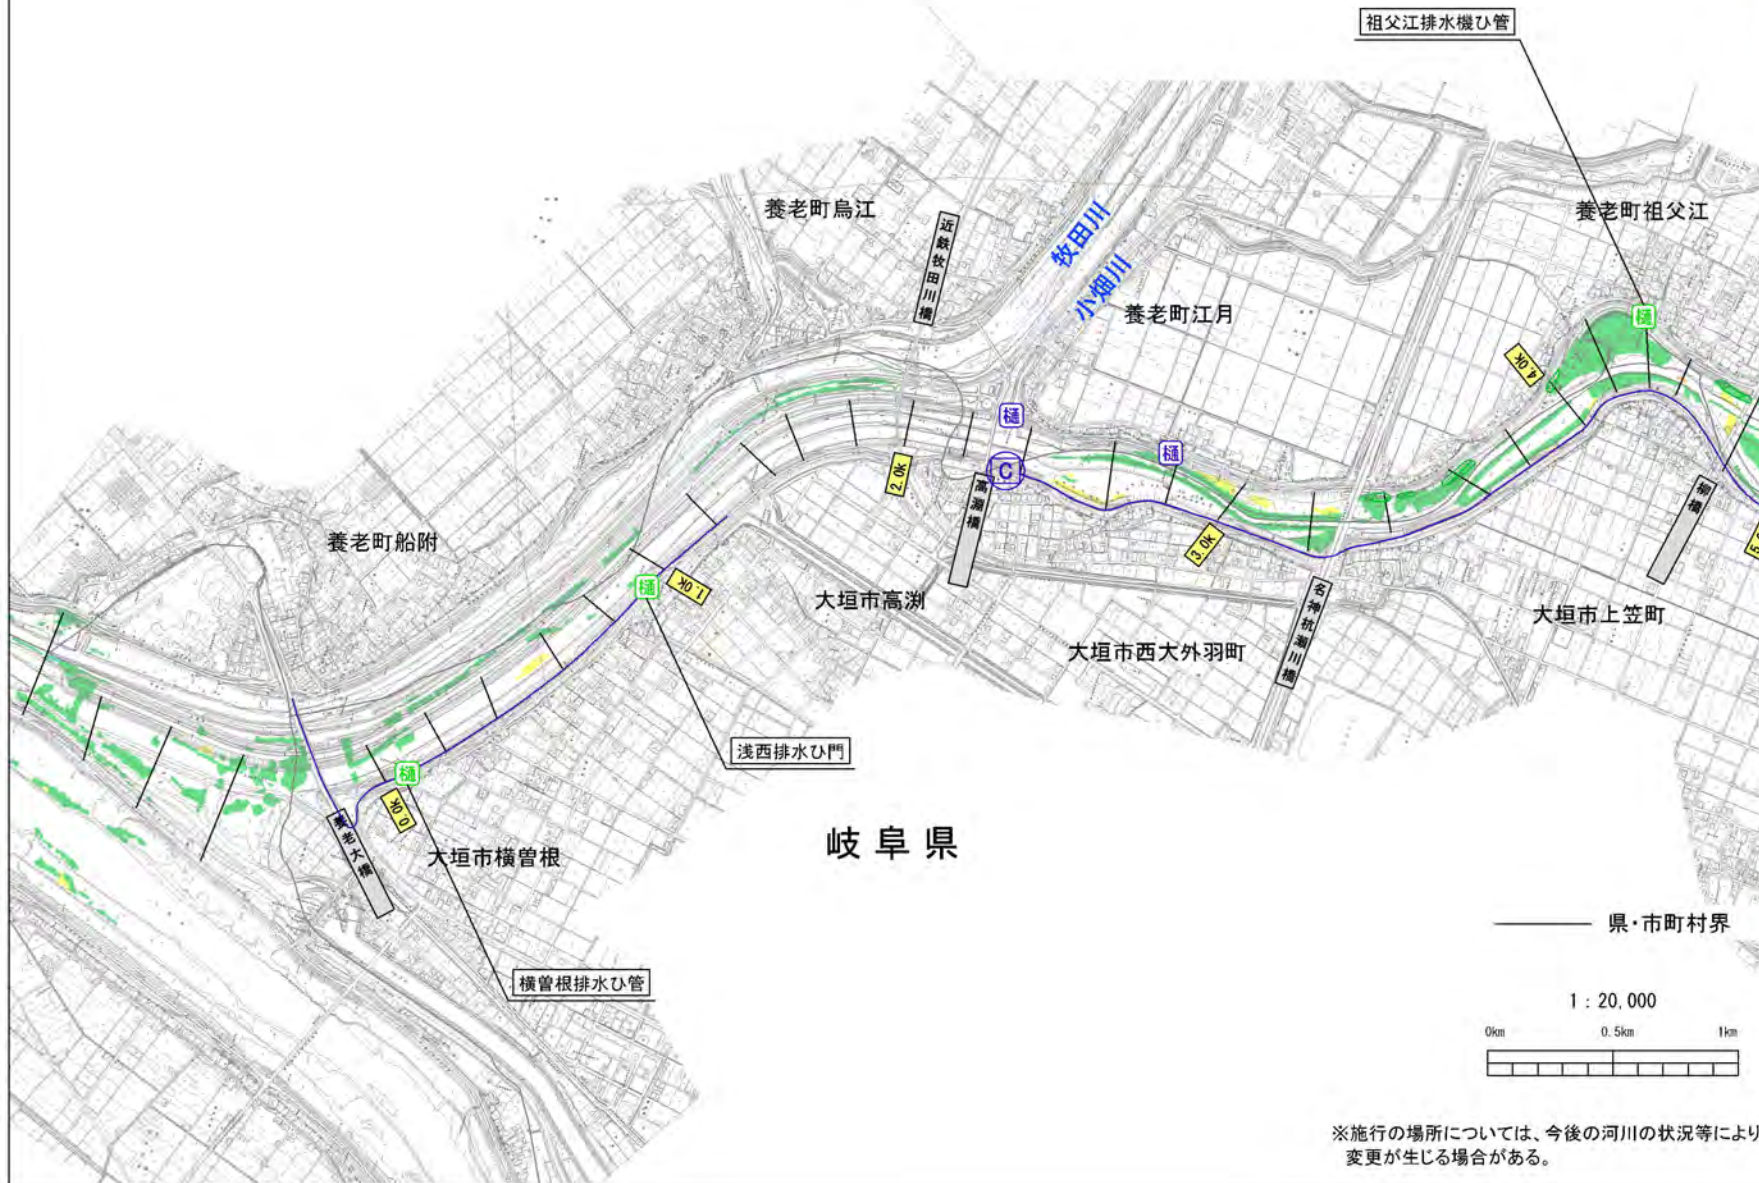 祖父江排水機ひ管
養老町烏江
近鉄牧田川橋
牧田川
小畑川
養老町祖父江
養老町江月
樋
4.0k
樋
樋
2.0k
C
高淵橋
3.0k
柳橋
養老町船附
樋
1.0k
大垣市高渕
名神杭瀬川橋
大垣市上笠町
大垣市西大外羽町
浅西排水ひ門
樋
0.0k
養老大橋
大垣市横曽根
岐阜県
県・市町村界
横曽根排水ひ管
1：20,000
0km 0.5km 1km
※施行の場所については、今後の河川の状況等により
変更が生じる場合がある。